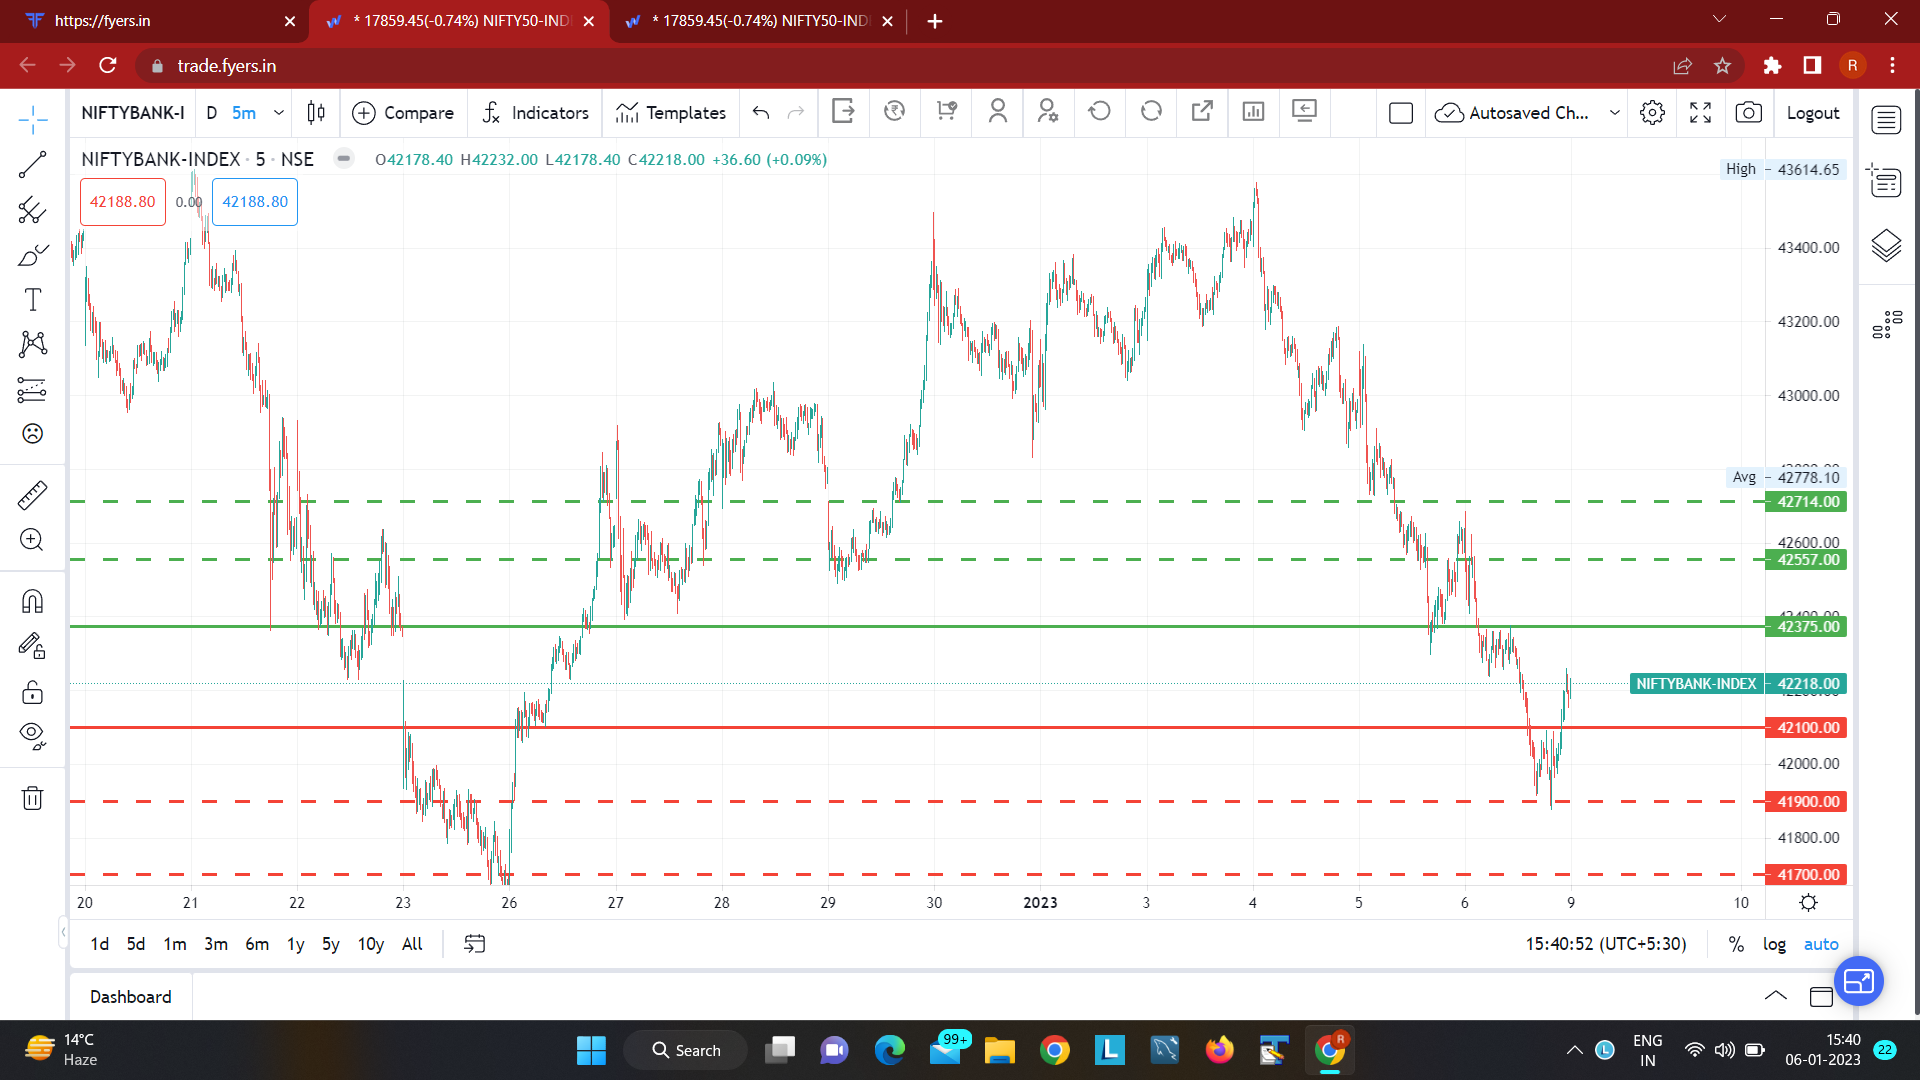 https://fyers.in
* 17859.45(-0.74%) NIFTY50-IND
* 17859.45(-0.74%) NIFTY50-IND
trade.fyers.in
R
NIFTYBANK-I
D
5m
Compare
Indicators
Templates
Autosaved Ch...
Logout
NIFTYBANK-INDEX · 5 · NSE
O42178.40 H42232.00 L42178.40 C42218.00 +36.60 (+0.09%)
42188.80
0.00
42188.80
High
43614.65
43400.00
43200.00
43000.00
Avg
42778.10
42714.00
42600.00
42557.00
42375.00
NIFTYBANK-INDEX
42218.00
42100.00
42000.00
41900.00
41800.00
41700.00
20 21 22 23 26 27 28 29 30 2023 3 4 5 6 9 10
1d 5d 1m 3m 6m 1y 5y 10y All
15:40:52 (UTC+5:30)
% log auto
Dashboard
14°C
Haze
Search
99+
L
R
L
ENG
IN
15:40
06-01-2023
22